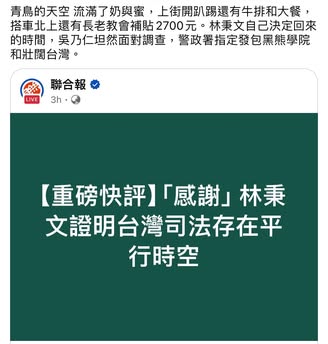 青鳥的天空 流滿了奶與蜜，上街開趴踢還有牛排和大餐，
搭車北上還有長老教會補貼2700元。林秉文自己決定回來
的時間，吳乃仁坦然面對調查，警政署指定發包黑熊學院
和壯闊台灣。
聯合報
LIVE
3h
【重磅快評】「感謝」林秉
文證明台灣司法存在平
行時空